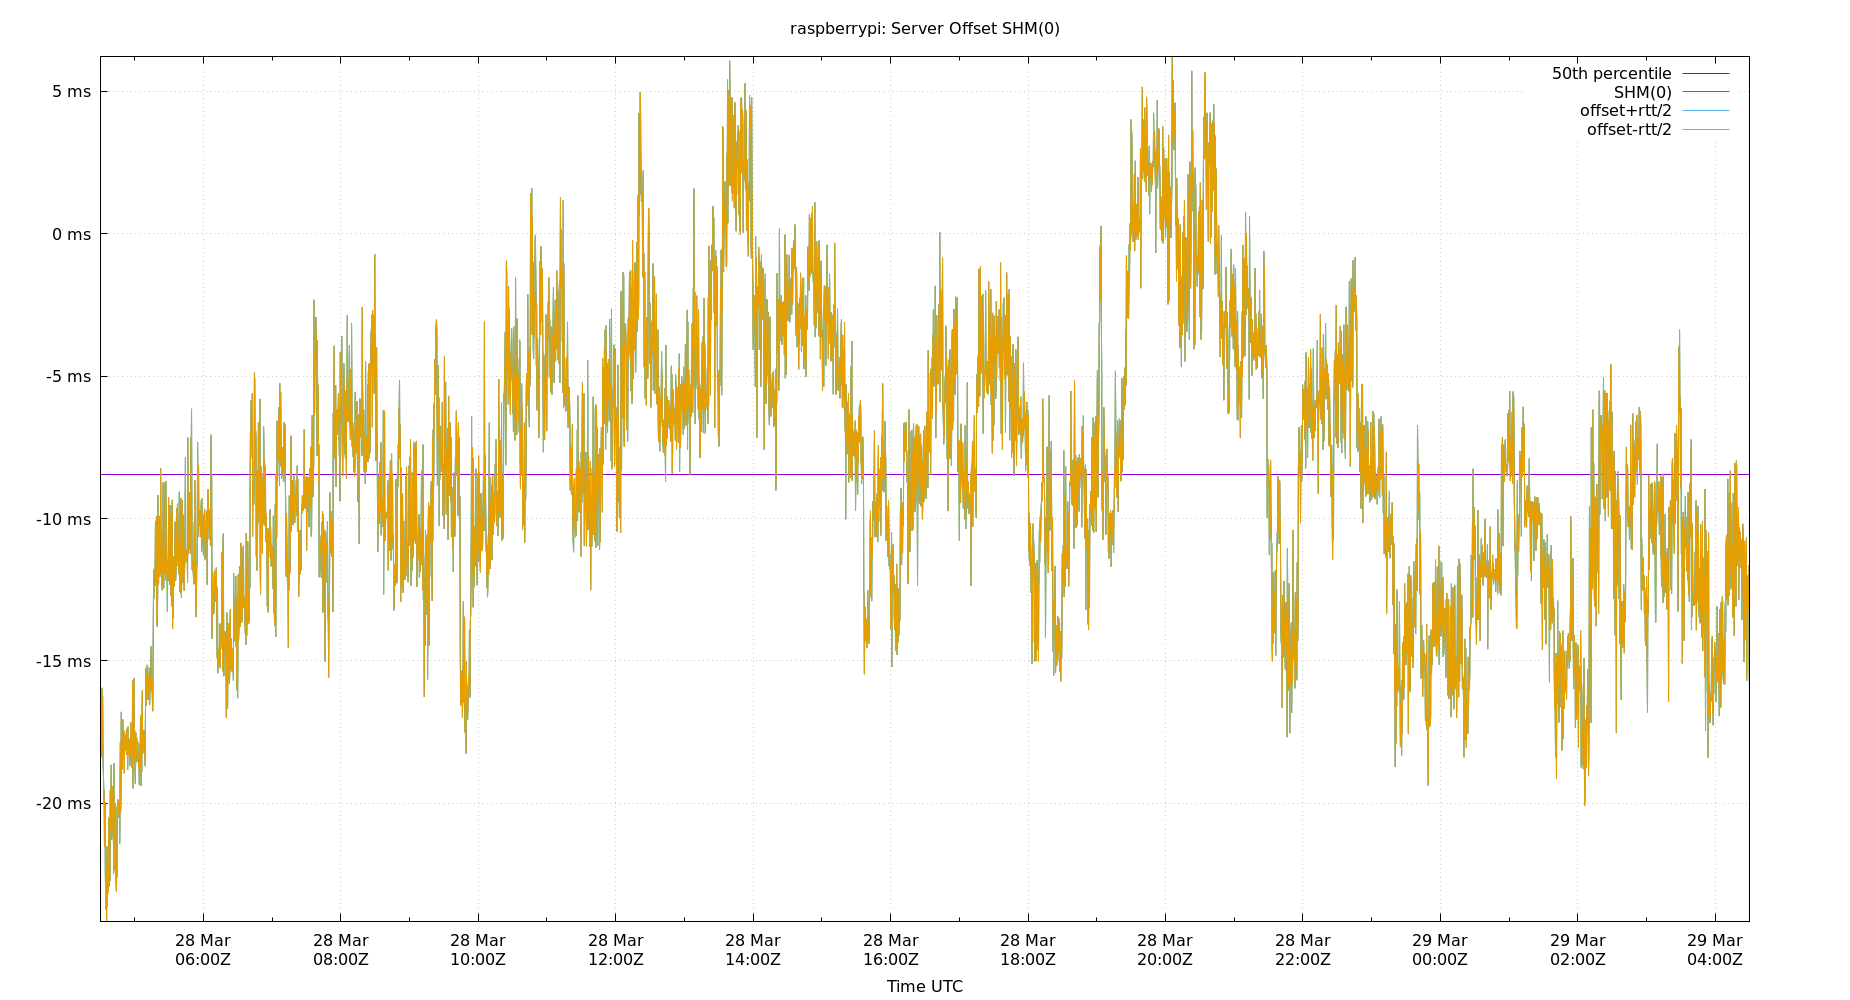 raspberrypi: Server Offset SHM(0)
50th percentile
SHM(0)
offset+rtt/2
offset-rtt/2
5 ms
0 ms
-5 ms
-10 ms
-15 ms
-20 ms
28 Mar 28 Mar 28 Mar 28 Mar 28 Mar 28 Mar 28 Mar 28 Mar 28 Mar 29 Mar 29 Mar 29 Mar
06:00Z 08:00Z 10:00Z 12:00Z 14:00Z 16:00Z 18:00Z 20:00Z 22:00Z 00:00Z 02:00Z 04:00Z
Time UTC